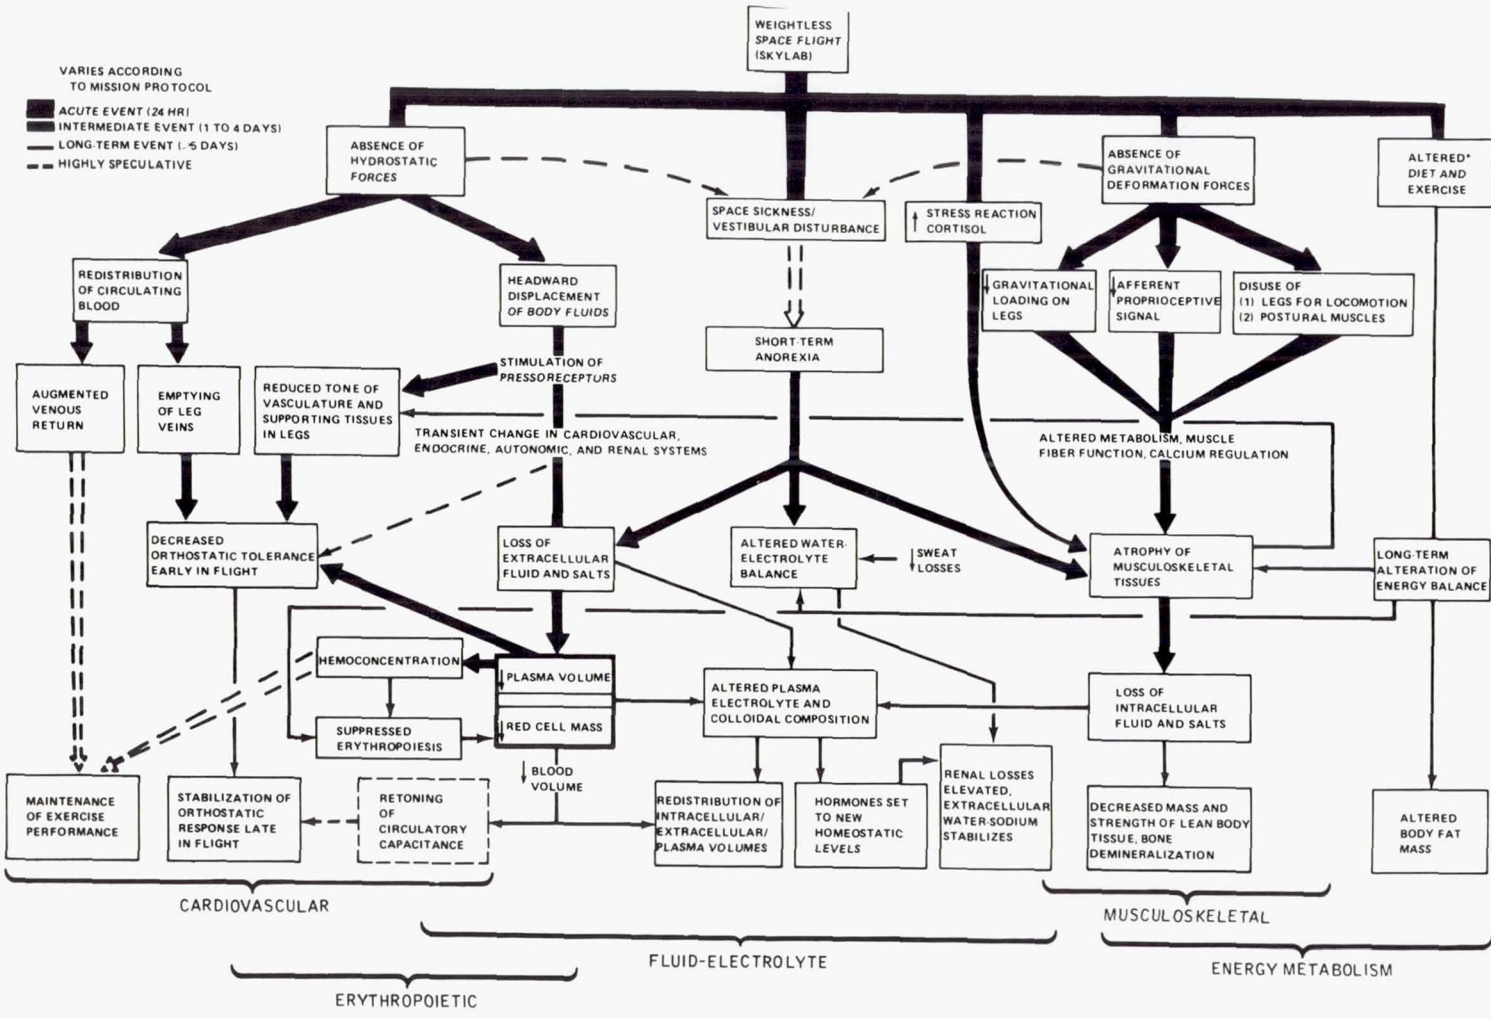 WEIGHTLESS
SPACE FLIGHT
(SKYLAB)
VARIES ACCORDING
TO MISSION PROTOCOL
ACUTE EVENT (24 HR)
INTERMEDIATE EVENT (1 TO 4 DAYS)
LONG-TERM EVENT (.-5 DAYS)
HIGHLY SPECULATIVE
ABSENCE OF
HYDROSTATIC
FORCES
ABSENCE OF
GRAVITATIONAL
DEFORMATION FORCES
ALTERED*
DIET AND
EXERCISE
SPACE SICKNESS/
VESTIBULAR DISTURBANCE
↑ STRESS REACTION
CORTISOL
REDISTRIBUTION
OF CIRCULATING
BLOOD
HEADWARD
DISPLACEMENT
OF BODY FLUIDS
↓ GRAVITATIONAL
LOADING ON
LEGS
↓ AFFERENT
PROPRIOCEPTIVE
SIGNAL
DISUSE OF
(1) LEGS FOR LOCOMOTION
(2) POSTURAL MUSCLES
SHORT-TERM
ANOREXIA
STIMULATION OF
PRESSORECEPTURS
AUGMENTED
VENOUS
RETURN
EMPTYING
OF LEG
VEINS
REDUCED TONE OF
VASCULATURE AND
SUPPORTING TISSUES
IN LEGS
TRANSIENT CHANGE IN CARDIOVASCULAR,
ENDOCRINE, AUTONOMIC, AND RENAL SYSTEMS
ALTERED METABOLISM, MUSCLE
FIBER FUNCTION, CALCIUM REGULATION
DECREASED
ORTHOSTATIC TOLERANCE
EARLY IN FLIGHT
LOSS OF
EXTRACELLULAR
FLUID AND SALTS
ALTERED WATER-
ELECTROLYTE
BALANCE
↓ SWEAT
LOSSES
ATROPHY OF
MUSCULOSKELETAL
TISSUES
LONG-TERM
ALTERATION OF
ENERGY BALANCE
HEMOCONCENTRATION
↓ PLASMA VOLUME
↓ RED CELL MASS
SUPPRESSED
ERYTHROPOIESIS
ALTERED PLASMA
ELECTROLYTE AND
COLLOIDAL COMPOSITION
LOSS OF
INTRACELLULAR
FLUID AND SALTS
↓ BLOOD
VOLUME
MAINTENANCE
OF EXERCISE
PERFORMANCE
STABILIZATION OF
ORTHOSTATIC
RESPONSE LATE
IN FLIGHT
RETONING
OF
CIRCULATORY
CAPACITANCE
REDISTRIBUTION OF
INTRACELLULAR/
EXTRACELLULAR/
PLASMA VOLUMES
HORMONES SET
TO NEW
HOMEOSTATIC
LEVELS
RENAL LOSSES
ELEVATED,
EXTRACELLULAR
WATER-SODIUM
STABILIZES
DECREASED MASS AND
STRENGTH OF LEAN BODY
TISSUE, BONE
DEMINERALIZATION
ALTERED
BODY FAT
MASS
CARDIOVASCULAR
MUSCULOSKELETAL
FLUID-ELECTROLYTE
ENERGY METABOLISM
ERYTHROPOIETIC